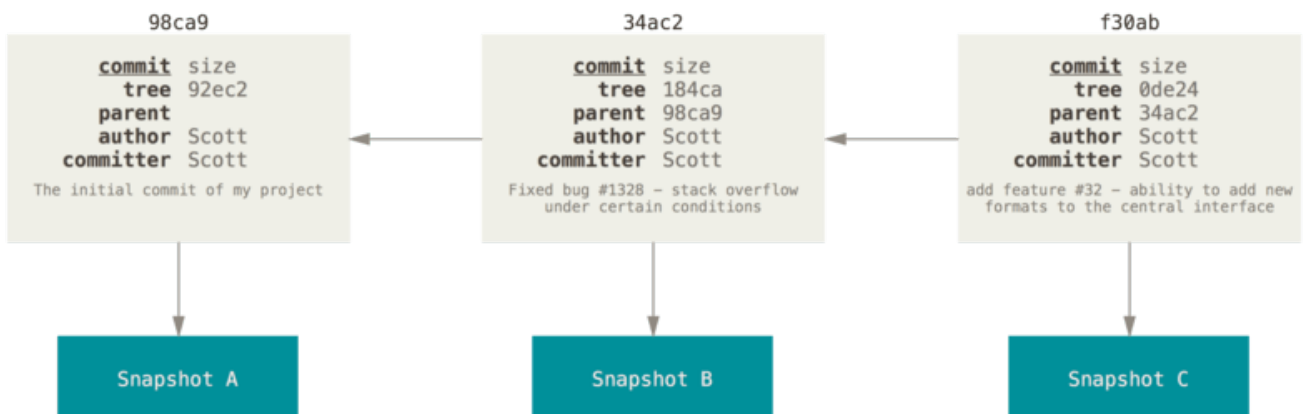 98ca9
commit size
tree 92ec2
parent
author Scott
committer Scott
The initial commit of my project
Snapshot A
34ac2
commit size
tree 184ca
parent 98ca9
author Scott
committer Scott
Fixed bug #1328 – stack overflow
under certain conditions
Snapshot B
f30ab
commit size
tree 0de24
parent 34ac2
author Scott
committer Scott
add feature #32 – ability to add new
formats to the central interface
Snapshot C